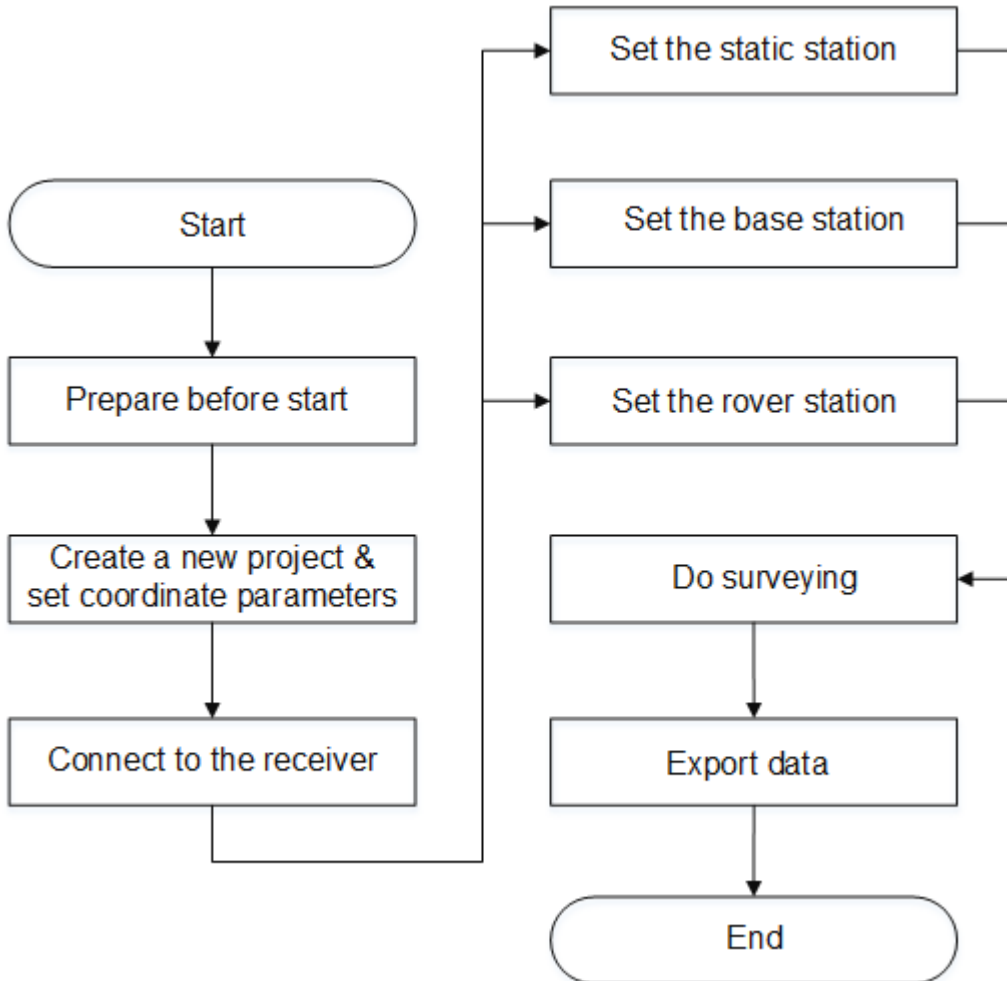 Start
Prepare before start
Create a new project &
set coordinate parameters
Connect to the receiver
Set the static station
Set the base station
Set the rover station
Do surveying
Export data
End